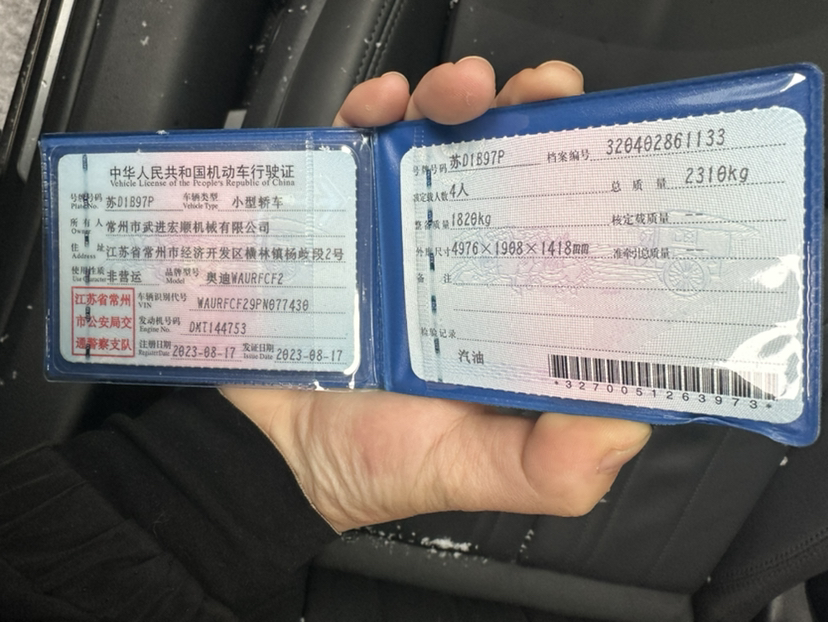 中华人民共和国机动车行驶证
Vehicle License of the People's Republic of China
号牌号码 Plate No. 苏D1B97P 车辆类型 Vehicle Type 小型轿车
所有人 Owner 常州市武进宏顺机械有限公司
住址 Address 江苏省常州市经济开发区横林镇杨歧段2号
使用性质 Use Character 非营运 品牌型号 Model 奥迪WAURFCF2
江苏省常州
市公安局交
通警察支队
车辆识别代号 VIN WAURFCF29PN077430
发动机号码 Engine No. DMT144753
注册日期 Register Date 2023-08-17 发证日期 Issue Date 2023-08-17
号牌号码 苏D1B97P 档案编号 320402861133
核定载人数 4人 总质量 2310kg
整备质量 1820kg 核定载质量 --
外廓尺寸 4976×1908×1418mm 准牵引总质量 --
备注
检验记录
汽油
*3270051263973*